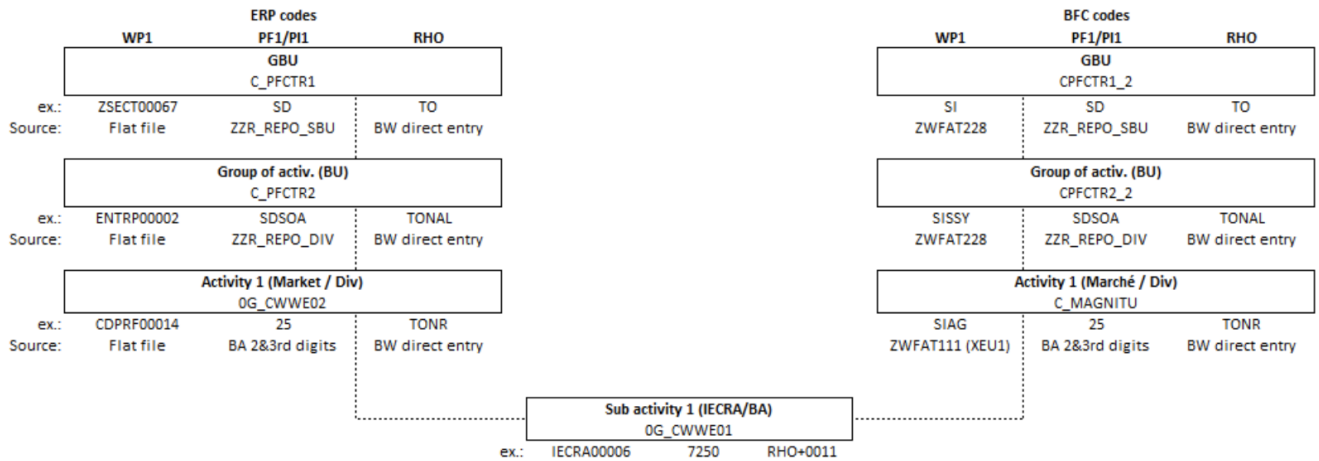 ERP codes BFC codes
WP1 PF1/PI1 RHO WP1 PF1/PI1 RHO
GBU GBU
C_PFCTR1 CPFCTR1_2
ex.: ZSECT00067 SD TO SI SD TO
Source: Flat file ZZR_REPO_SBU BW direct entry ZWFAT228 ZZR_REPO_SBU BW direct entry
Group of activ. (BU) Group of activ. (BU)
C_PFCTR2 CPFCTR2_2
ex.: ENTRP00002 SDSOA TONAL SISSY SDSOA TONAL
Source: Flat file ZZR_REPO_DIV BW direct entry ZWFAT228 ZZR_REPO_DIV BW direct entry
Activity 1 (Market / Div) Activity 1 (Marché / Div)
0G_CWWE02 C_MAGNITU
ex.: CDPRF00014 25 TONR SIAG 25 TONR
Source: Flat file BA 2&3rd digits BW direct entry ZWFAT111 (XEU1) BA 2&3rd digits BW direct entry
Sub activity 1 (IECRA/BA)
0G_CWWE01
ex.: IECRA00006 7250 RHO+0011